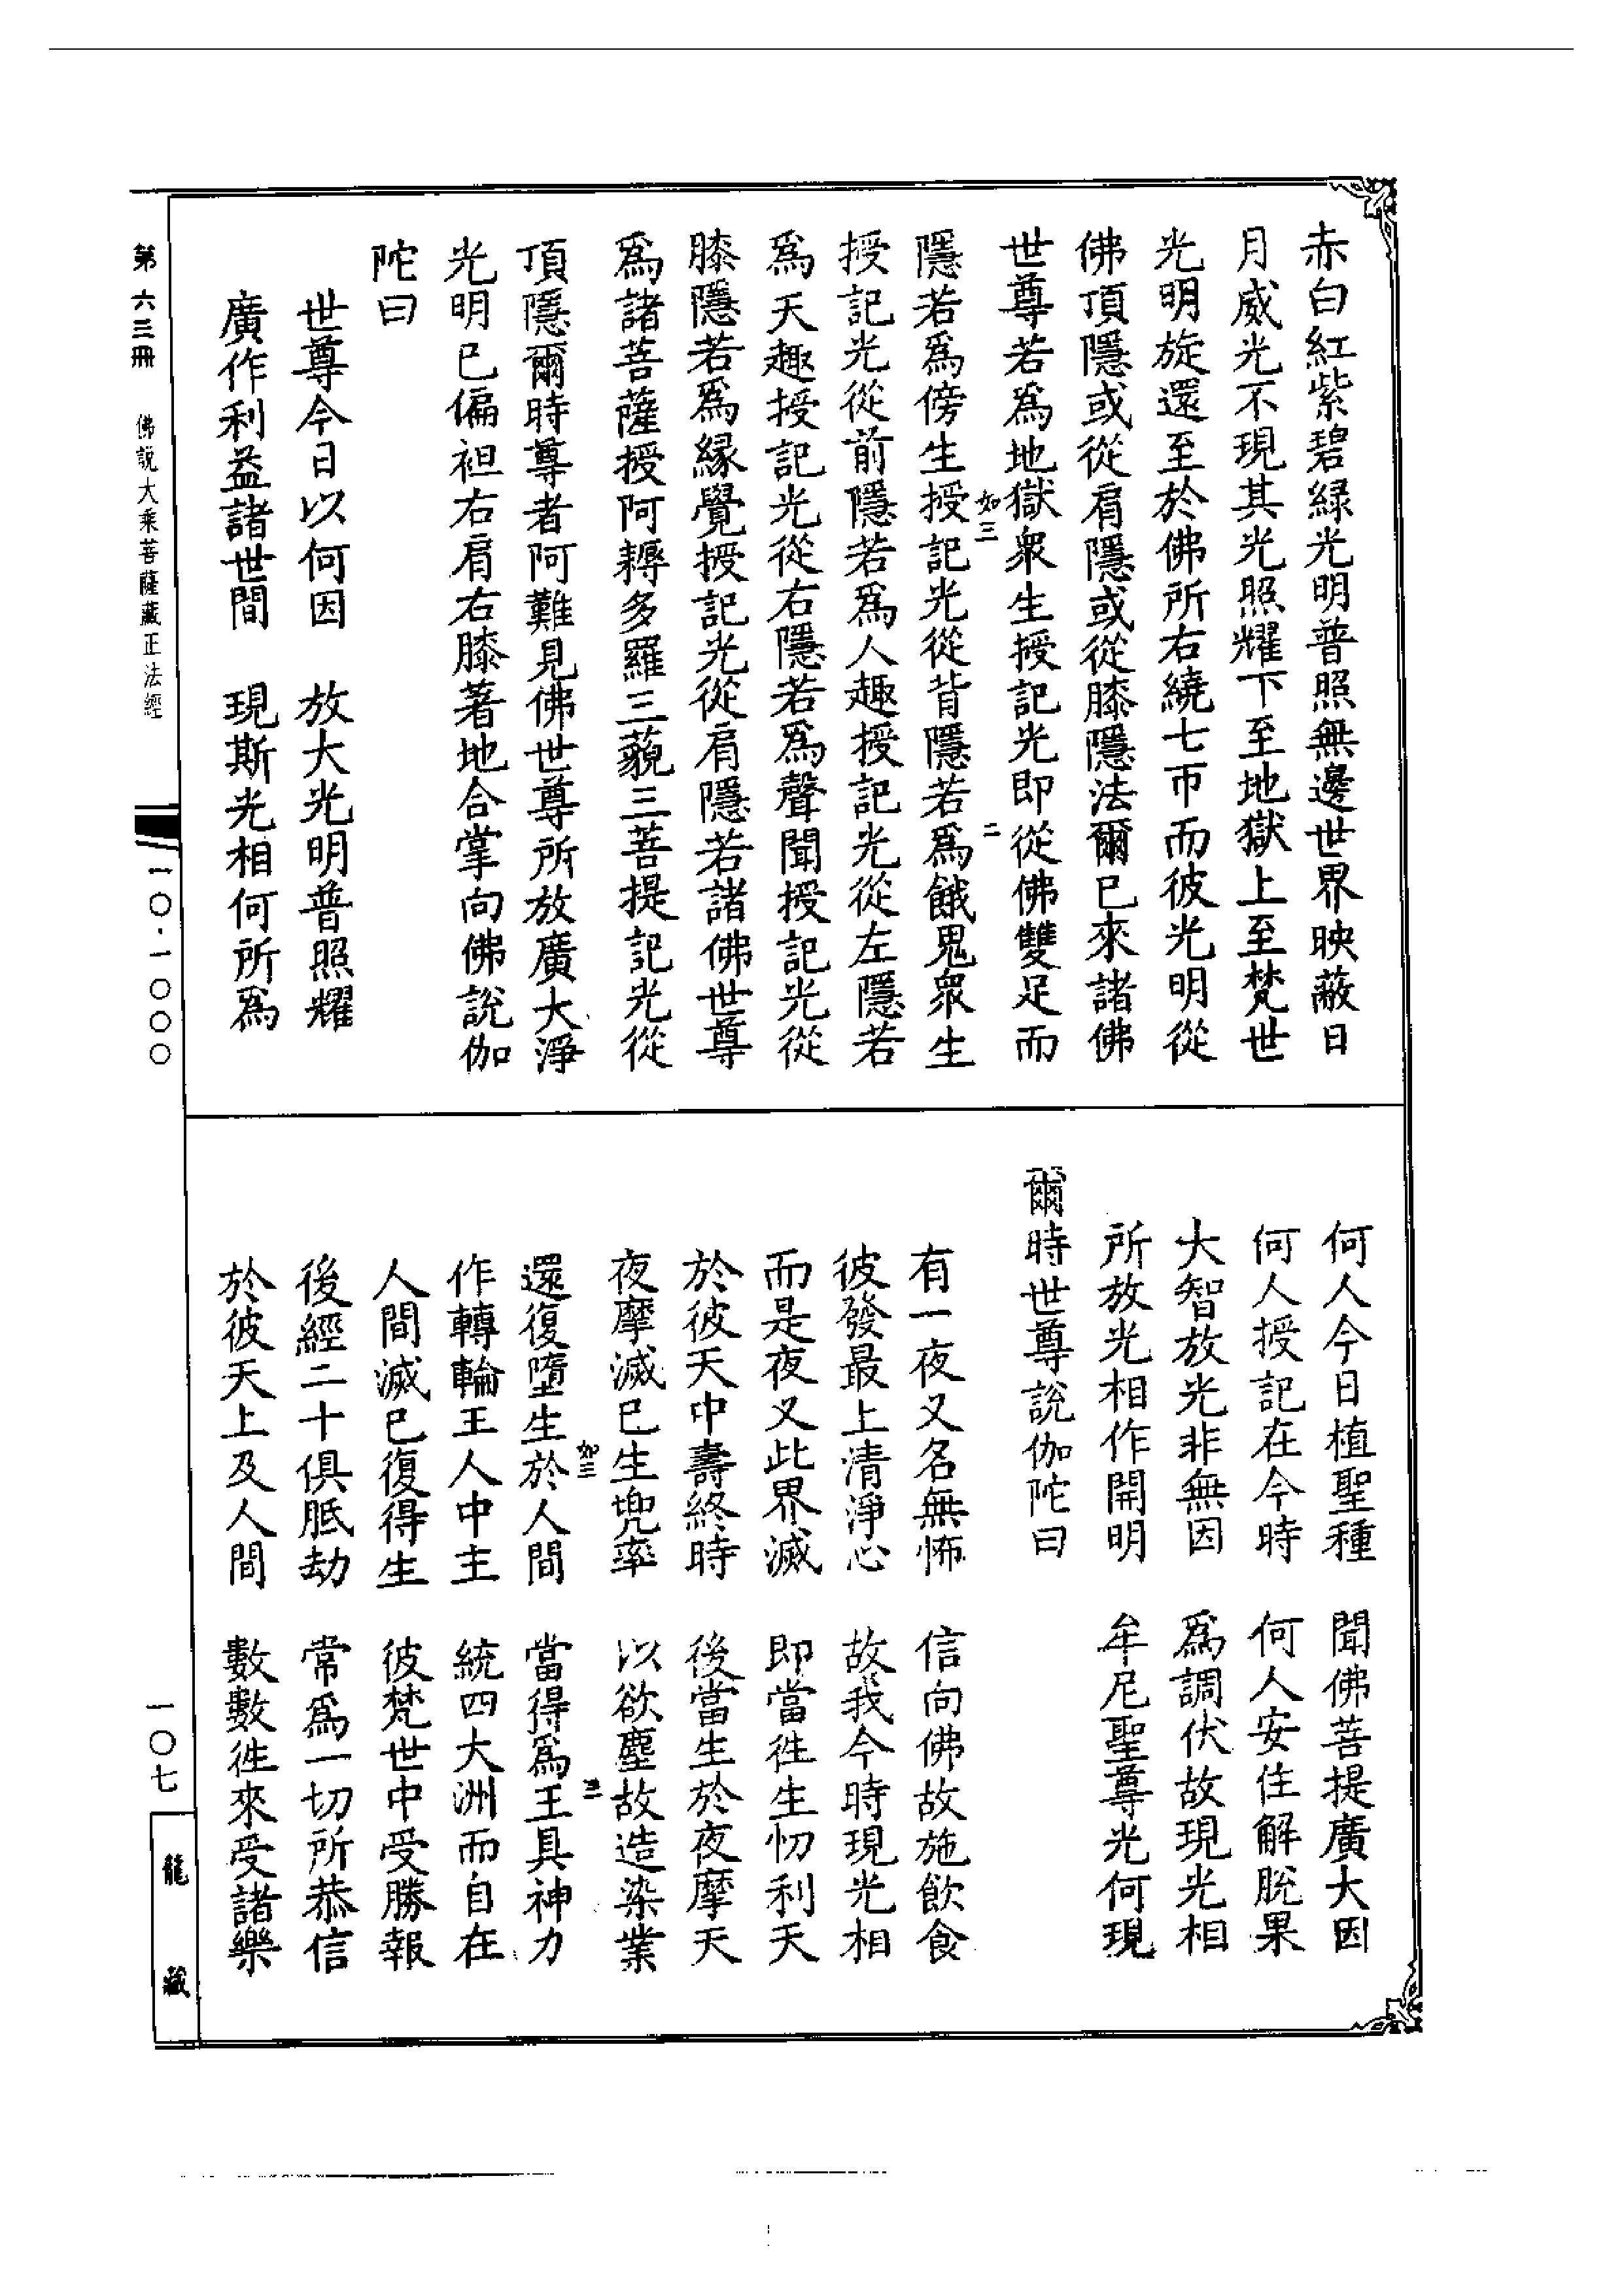 赤白紅紫碧緑光明普照無邊世界映蔽日
月威光不現其光照耀下至地獄上至梵世
光明旋還至於佛所右繞七帀而彼光明從
佛頂隱或從肩隱或從膝隱法爾已來諸佛
世尊若爲地獄衆生授記光即從佛雙足而
如三
二
隱若爲傍生授記光從背隱若爲餓鬼衆生
授記光從前隱若爲人趣授記光從左隱若
爲天趣授記光從右隱若爲聲聞授記光從
膝隱若爲縁覺授記光從肩隱若諸佛世尊
爲諸菩薩授阿耨多羅三藐三菩提記光從
頂隱爾時尊者阿難見佛世尊所放廣大淨
光明已偏袒右肩右膝著地合掌向佛說伽
陀曰
世尊今日以何因　放大光明普照耀
廣作利益諸世間　現斯光相何所爲
何人今日植聖種　聞佛菩提廣大因
何人授記在今時　何人安住解脫果
大智放光非無因　爲調伏故現光相
所放光相作開明　牟尼聖尊光何現
爾時世尊說伽陀曰
有一夜叉名無怖　信向佛故施飲食
彼發最上清淨心　故我今時現光相
而是夜叉此界滅　即當徃生忉利天
於彼天中壽終時　後當生於夜摩天
夜摩滅已生兜率　以欲塵故造染業
如三
三
還復墮生於人間　當得爲王具神力
作轉輪王人中主　統四大洲而自在
人間滅已復得生　彼梵世中受勝報
後經二十俱胝劫　常爲一切所恭信
於彼天上及人間　數數徃來受諸樂
第六三冊　佛說大乘菩薩藏正法經
一〇·一〇〇〇
一〇七
龍藏